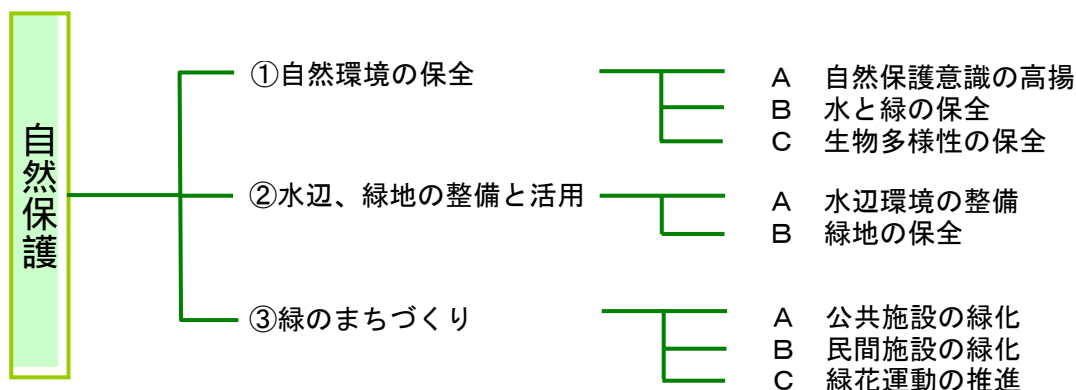 自然保護
①自然環境の保全
A 自然保護意識の高揚
B 水と緑の保全
C 生物多様性の保全
②水辺、緑地の整備と活用
A 水辺環境の整備
B 緑地の保全
③緑のまちづくり
A 公共施設の緑化
B 民間施設の緑化
C 緑花運動の推進